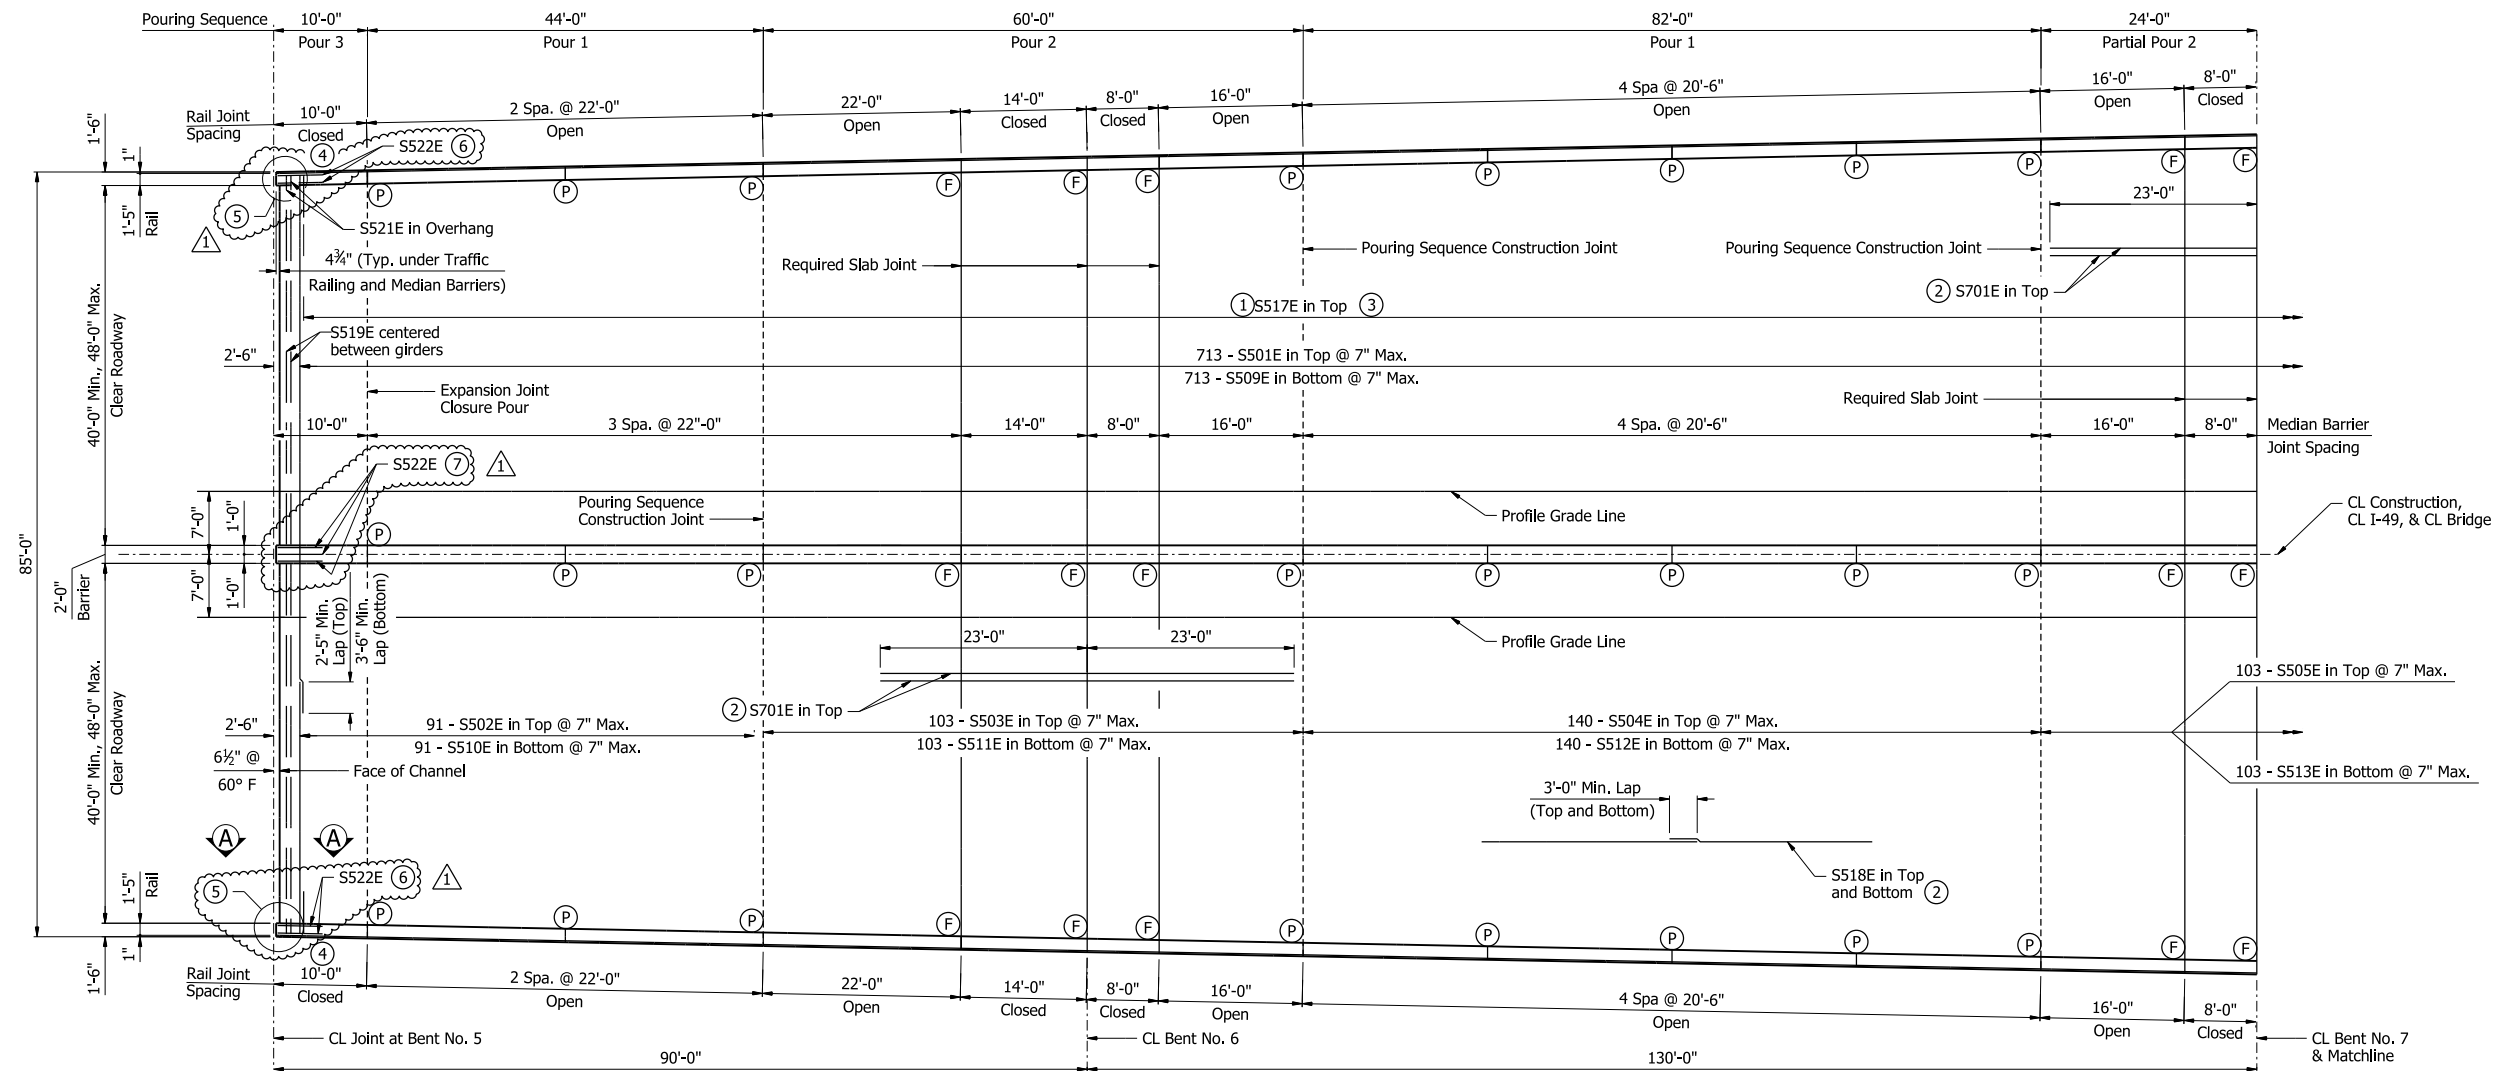 Pouring Sequence
10'-0"
Pour 3
44'-0"
Pour 1
60'-0"
Pour 2
82'-0"
Pour 1
24'-0"
Partial Pour 2
Rail Joint
Spacing
10'-0"
Closed
2 Spa. @ 22'-0"
Open
22'-0"
Open
14'-0"
Closed
8'-0"
Closed
16'-0"
Open
4 Spa @ 20'-6"
Open
16'-0"
Open
8'-0"
Closed
1'-6"
1"
4
S522E 6
5
1
1'-5"
Rail
P
P
P
F
F
F
P
P
P
P
P
F
F
S521E in Overhang
4¾" (Typ. under Traffic
Railing and Median Barriers)
Required Slab Joint
Pouring Sequence Construction Joint
Pouring Sequence Construction Joint
23'-0"
2 S701E in Top
1 S517E in Top 3
40'-0" Min., 48'-0" Max.
Clear Roadway
S519E centered
between girders
2'-6"
713 - S501E in Top @ 7" Max.
713 - S509E in Bottom @ 7" Max.
Expansion Joint
Closure Pour
Required Slab Joint
10'-0"
3 Spa. @ 22"-0"
14'-0"
8'-0"
16'-0"
4 Spa. @ 20'-6"
16'-0"
8'-0"
Median Barrier
Joint Spacing
S522E 7
1
Pouring Sequence
Construction Joint
Profile Grade Line
CL Construction,
CL I-49, & CL Bridge
85'-0"
7'-0"
1'-0"
7'-0"
1'-0"
2'-0"
Barrier
P
P
P
F
F
F
P
P
P
P
P
F
F
2'-5" Min.
Lap (Top)
3'-6" Min.
Lap (Bottom)
Profile Grade Line
23'-0"
23'-0"
2 S701E in Top
103 - S505E in Top @ 7" Max.
103 - S513E in Bottom @ 7" Max.
40'-0" Min., 48'-0" Max.
Clear Roadway
2'-6"
91 - S502E in Top @ 7" Max.
91 - S510E in Bottom @ 7" Max.
103 - S503E in Top @ 7" Max.
103 - S511E in Bottom @ 7" Max.
140 - S504E in Top @ 7" Max.
140 - S512E in Bottom @ 7" Max.
6½" @
60° F
Face of Channel
3'-0" Min. Lap
(Top and Bottom)
S518E in Top
and Bottom 2
A
A
5
S522E 6
1
4
1'-5"
Rail
1"
1'-6"
P
P
P
F
F
F
P
P
P
P
P
F
F
Rail Joint
Spacing
10'-0"
Closed
2 Spa. @ 22'-0"
Open
22'-0"
Open
14'-0"
Closed
8'-0"
Closed
16'-0"
Open
4 Spa @ 20'-6"
Open
16'-0"
Open
8'-0"
Closed
CL Joint at Bent No. 5
CL Bent No. 6
CL Bent No. 7
& Matchline
90'-0"
130'-0"